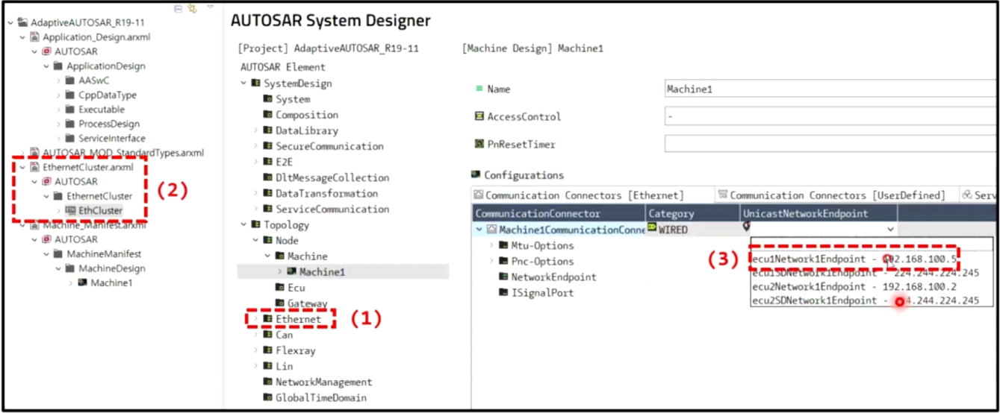 AdaptiveAUTOSAR_R19-11
Application_Design.arxml
AUTOSAR
ApplicationDesign
AASwC
CppDataType
Executable
ProcessDesign
ServiceInterface
AUTOSAR_MOD_StandardTypes.arxml
EthernetCluster.arxml
AUTOSAR
EthernetCluster
EthCluster
(2)
Machine_Manifest.arxml
AUTOSAR
MachineManifest
MachineDesign
Machine1
AUTOSAR System Designer
[Project] AdaptiveAUTOSAR_R19-11
[Machine Design] Machine1
AUTOSAR Element
SystemDesign
System
Composition
DataLibrary
SecureCommunication
E2E
DltMessageCollection
DataTransformation
ServiceCommunication
Topology
Node
Machine
Machine1
Ecu
Gateway
Ethernet
(1)
Can
Flexray
Lin
NetworkManagement
GlobalTimeDomain
Name
Machine1
AccessControl
-
PnResetTimer
Configurations
Communication Connectors [Ethernet]
Communication Connectors [UserDefined]
Serv
CommunicationConnector
Category
UnicastNetworkEndpoint
Machine1CommunicationConne
WIRED
Mtu-Options
Pnc-Options
NetworkEndpoint
ISignalPort
(3)
ecu1Network1Endpoint - 192.168.100.5
ecu1SDNetwork1Endpoint - 224.244.224.245
ecu2Network1Endpoint - 192.168.100.2
ecu2SDNetwork1Endpoint - 4.244.224.245